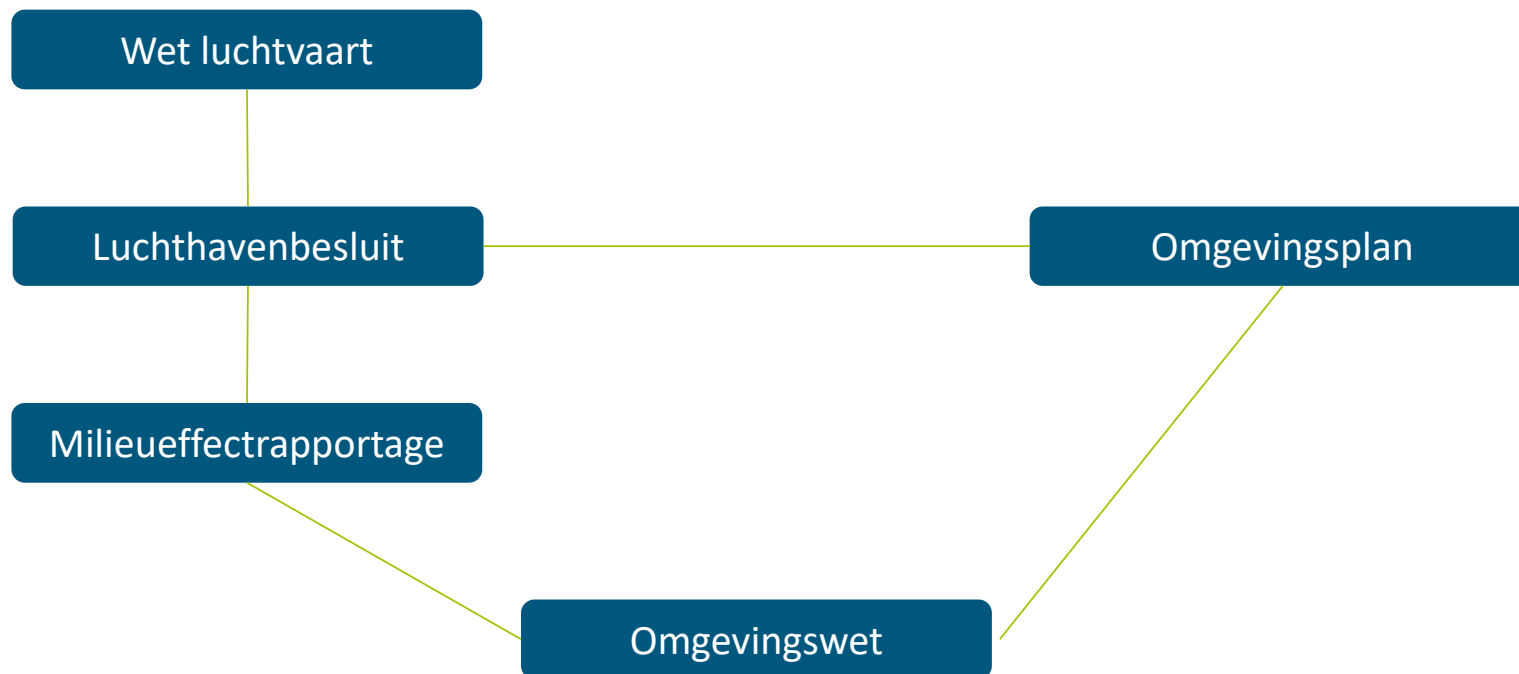 Wet luchtvaart
Luchthavenbesluit
Omgevingsplan
Milieueffectrapportage
Omgevingswet